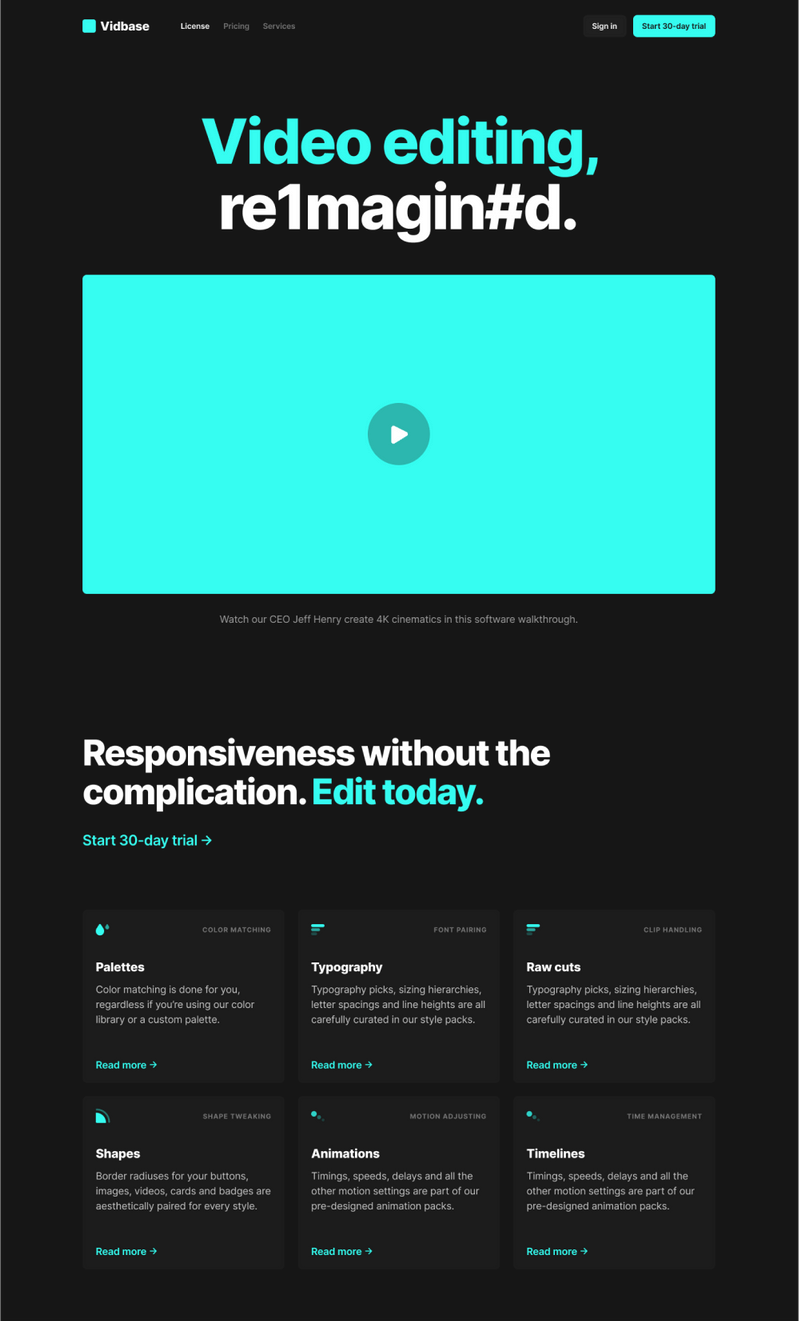 Vidbase License Pricing Services Sign in Start 30-day trial
Video editing,
re1magin#d.
Watch our CEO Jeff Henry create 4K cinematics in this software walkthrough.
Responsiveness without the
complication. Edit today.
Start 30-day trial →
COLOR MATCHING
Palettes
Color matching is done for you,
regardless if you're using our color
library or a custom palette.
Read more →
FONT PAIRING
Typography
Typography picks, sizing hierarchies,
letter spacings and line heights are all
carefully curated in our style packs.
Read more →
CLIP HANDLING
Raw cuts
Typography picks, sizing hierarchies,
letter spacings and line heights are all
carefully curated in our style packs.
Read more →
SHAPE TWEAKING
Shapes
Border radiuses for your buttons,
images, videos, cards and badges are
aesthetically paired for every style.
Read more →
MOTION ADJUSTING
Animations
Timings, speeds, delays and all the
other motion settings are part of our
pre-designed animation packs.
Read more →
TIME MANAGEMENT
Timelines
Timings, speeds, delays and all the
other motion settings are part of our
pre-designed animation packs.
Read more →